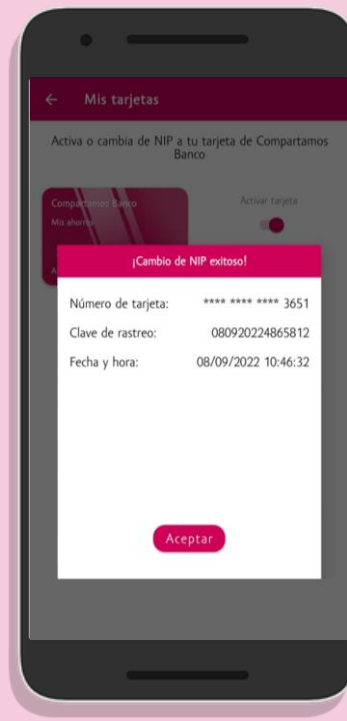 Mis tarjetas
Activa o cambia de NIP a tu tarjeta de Compartamos
Banco
Compartamos Banco
Activar tarjeta
Mis ahorros
A
¡Cambio de NIP exitoso!
Número de tarjeta: **** **** **** 3651
Clave de rastreo: 080920224865812
Fecha y hora: 08/09/2022 10:46:32
Aceptar